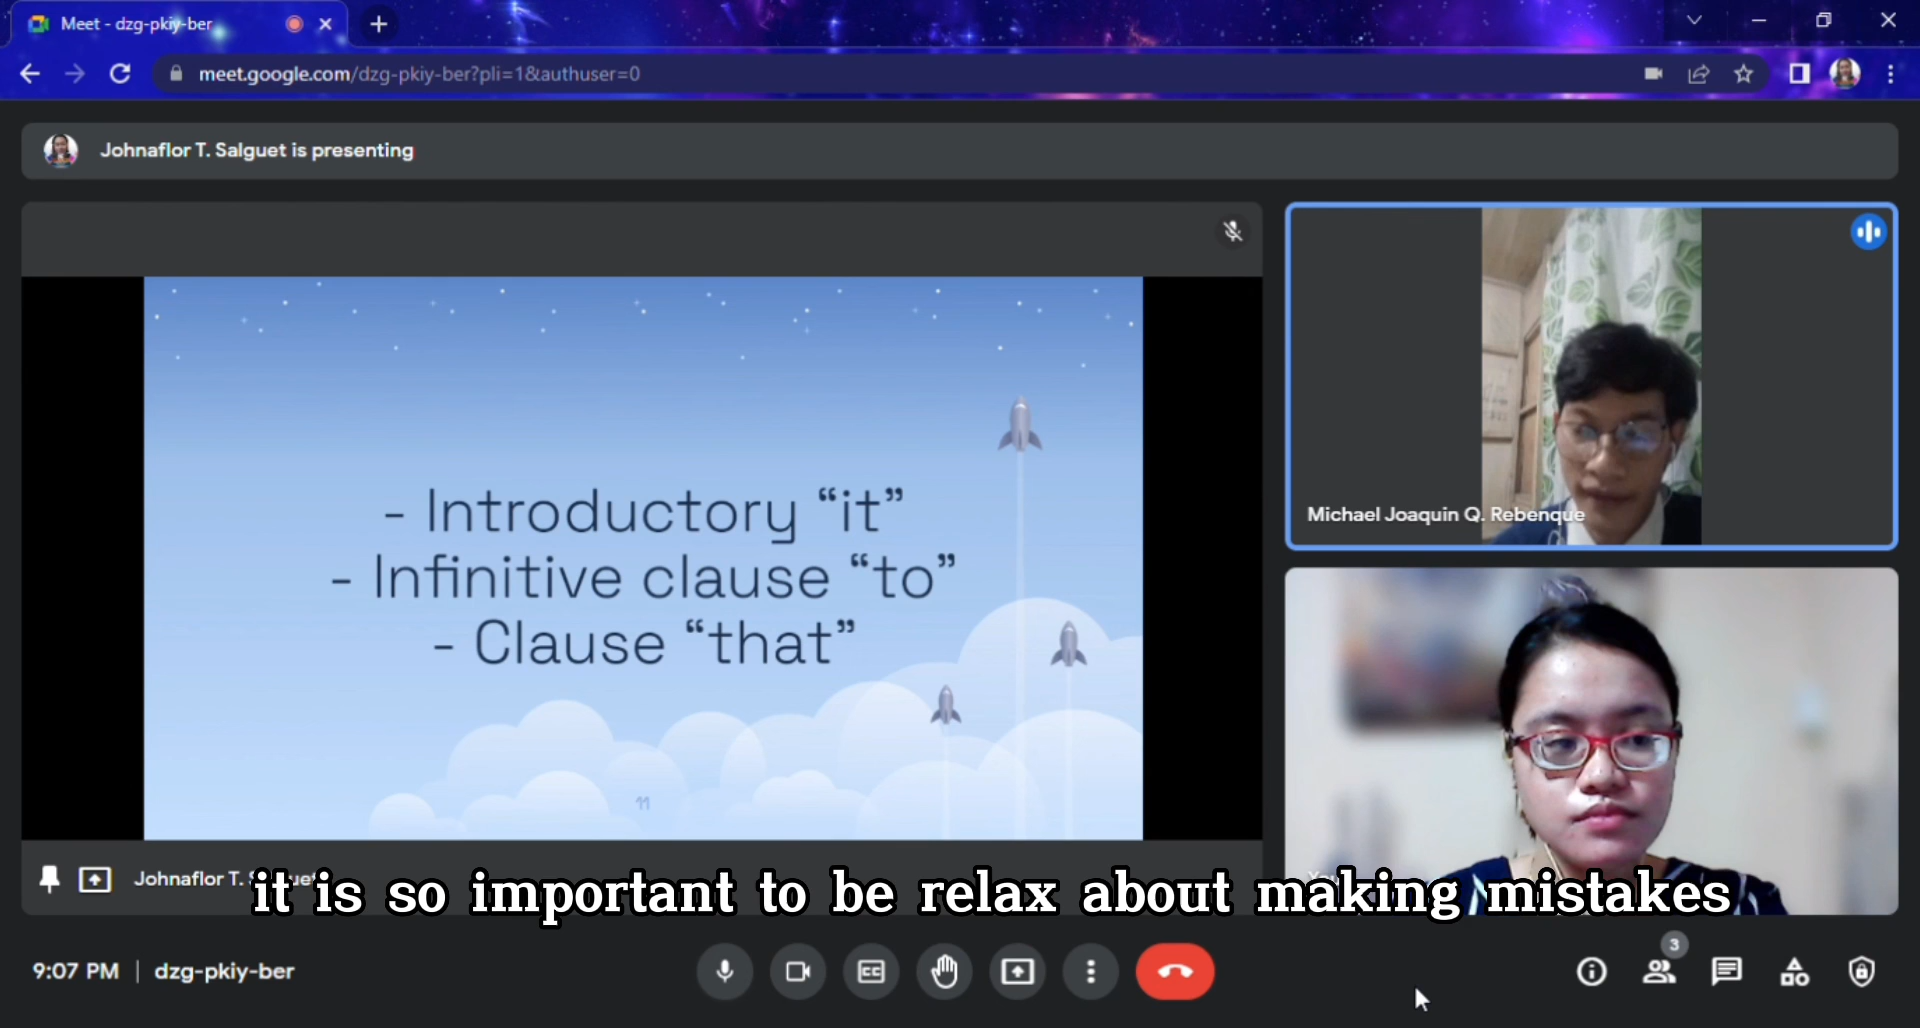 Meet - dzg-pkiy-ber
meet.google.com/dzg-pkiy-ber?pli=1&authuser=0
Johnaflor T. Salguet is presenting
- Introductory “it”
- Infinitive clause “to”
- Clause “that”
11
Michael Joaquin Q. Rebenque
Johnaflor T.
it is so important to be relax about making mistakes
9:07 PM | dzg-pkiy-ber
CC
3